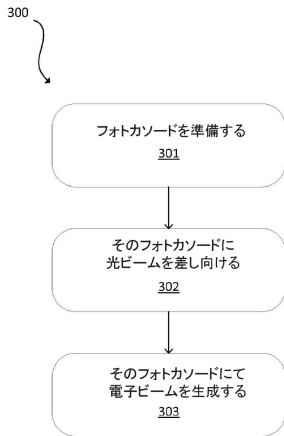 300
フォトカソードを準備する
301
そのフォトカソードに
光ビームを差し向ける
302
そのフォトカソードにて
電子ビームを生成する
303